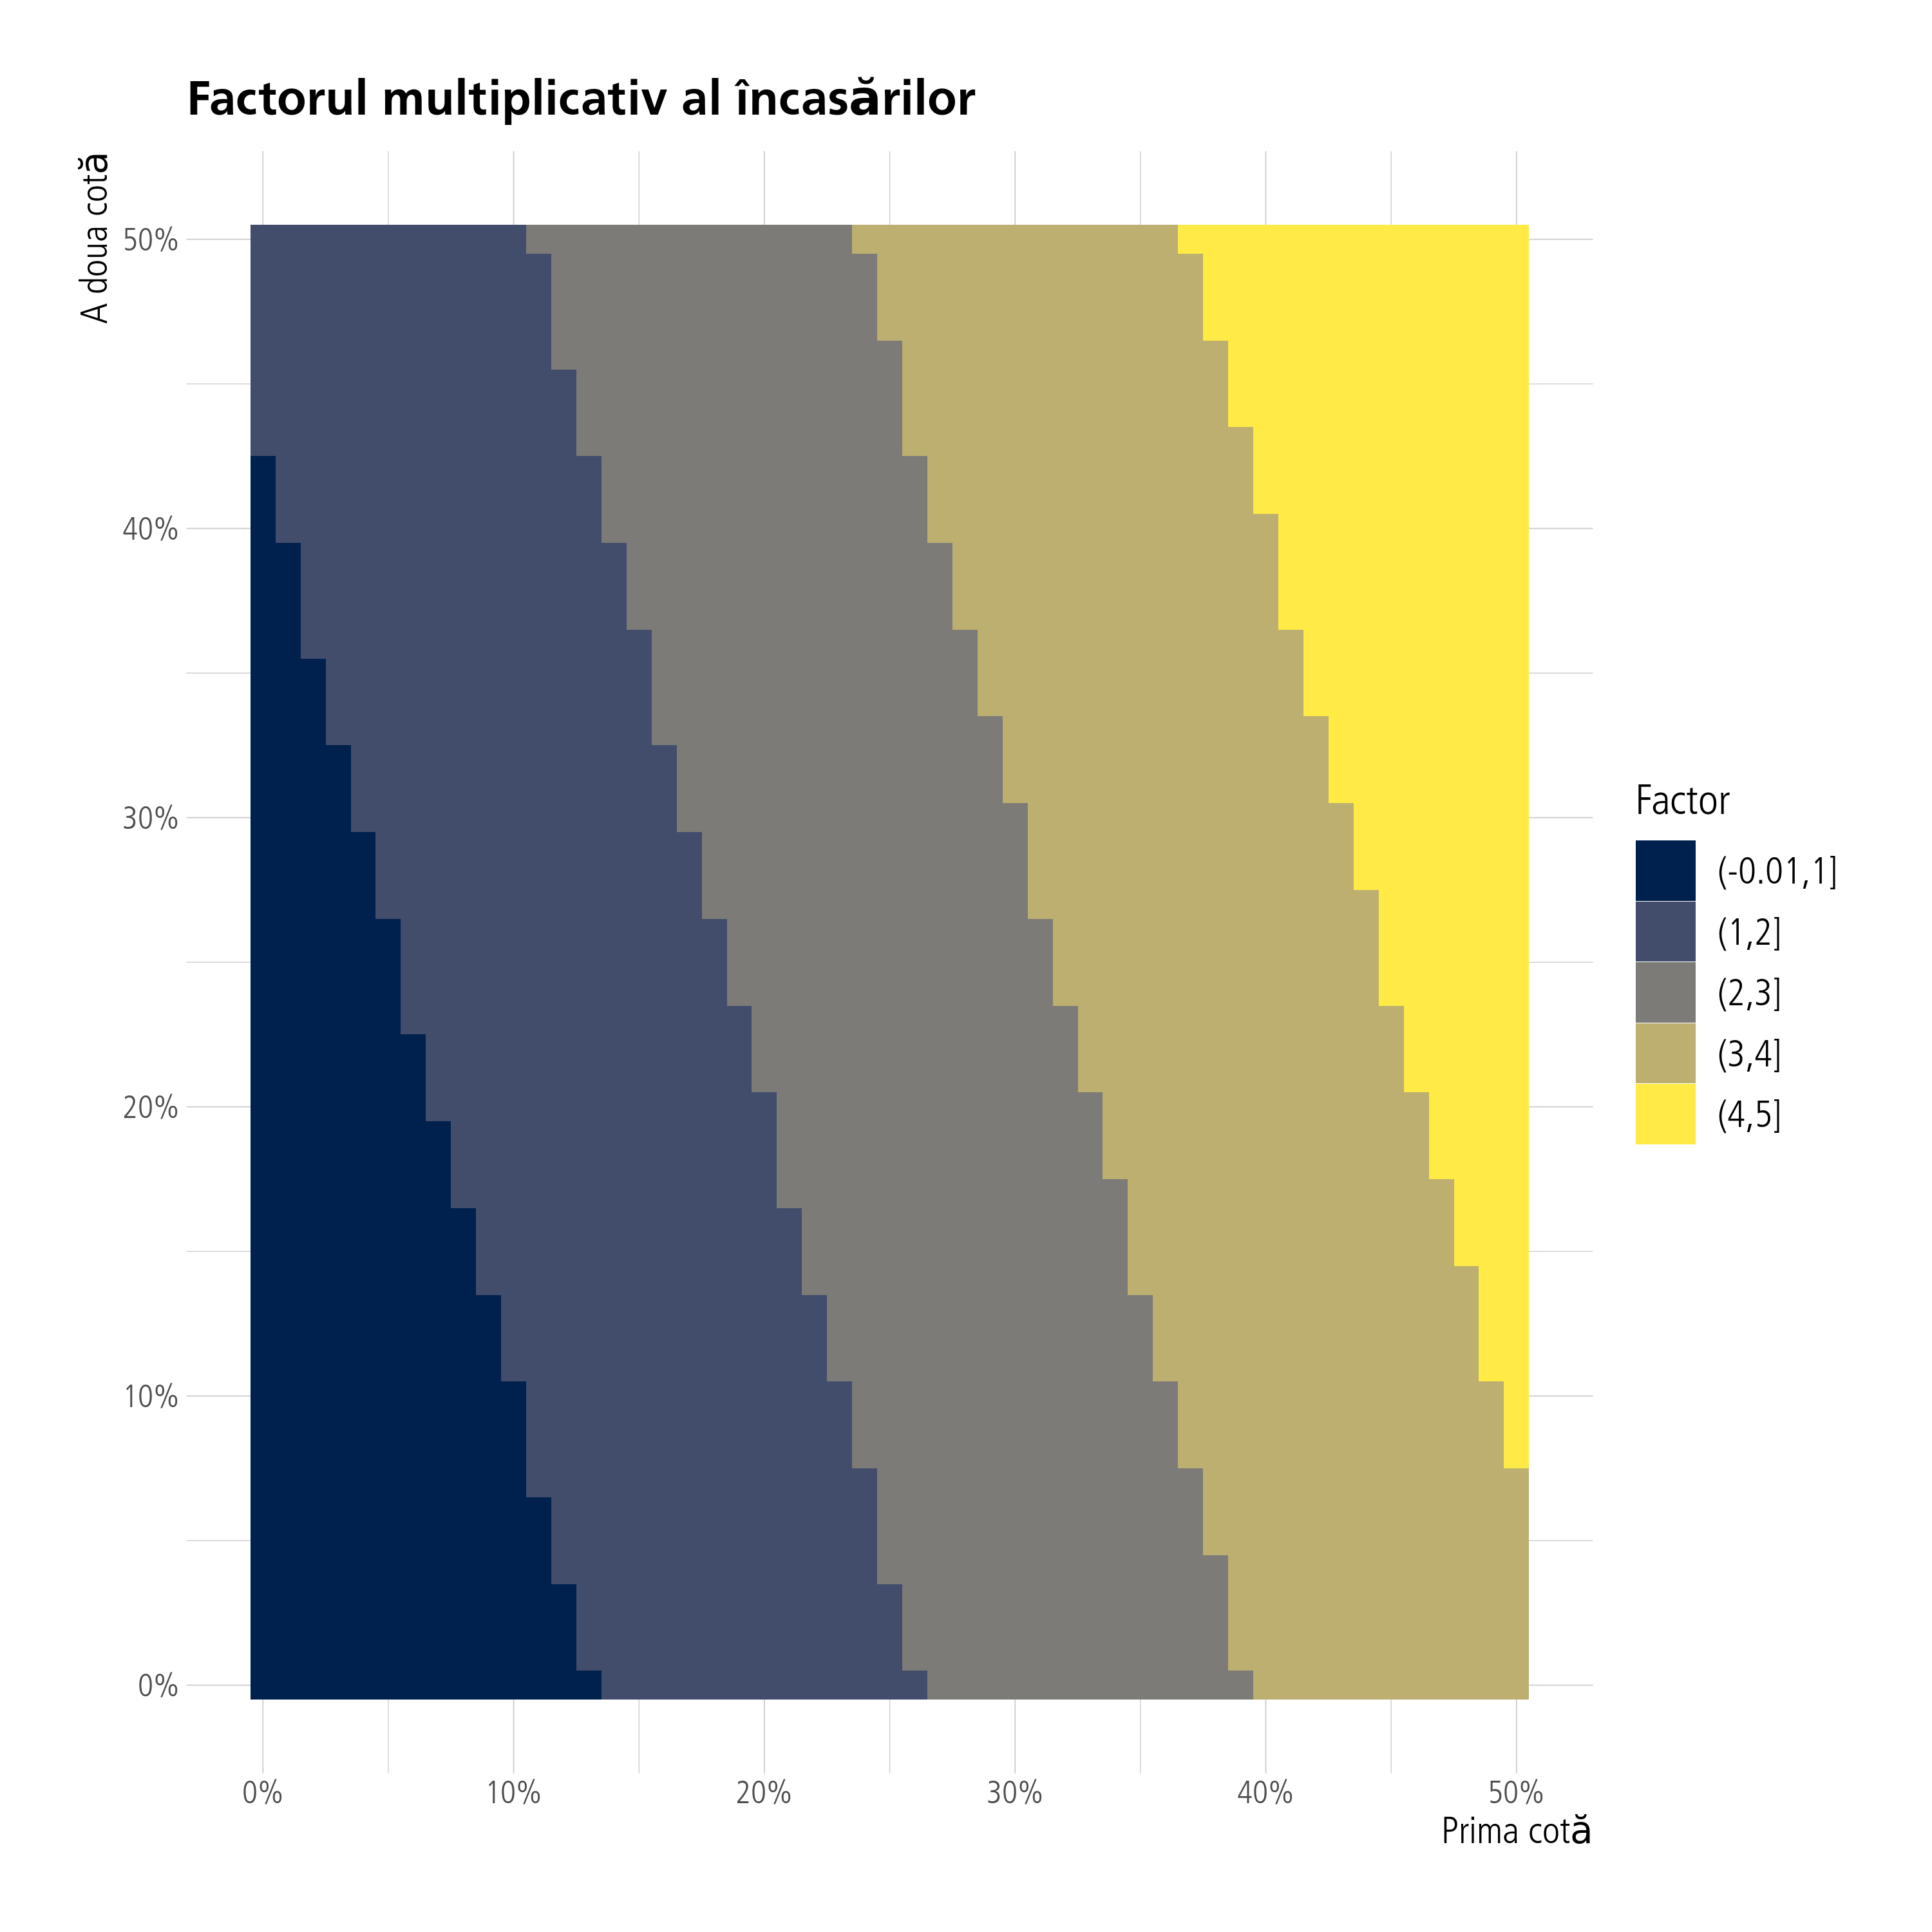 Factorul multiplicativ al încasărilor
A doua cotă
50%
40%
30%
20%
10%
0%
0% 10% 20% 30% 40% 50%
Prima cotă
Factor
(-0.01,1]
(1,2]
(2,3]
(3,4]
(4,5]